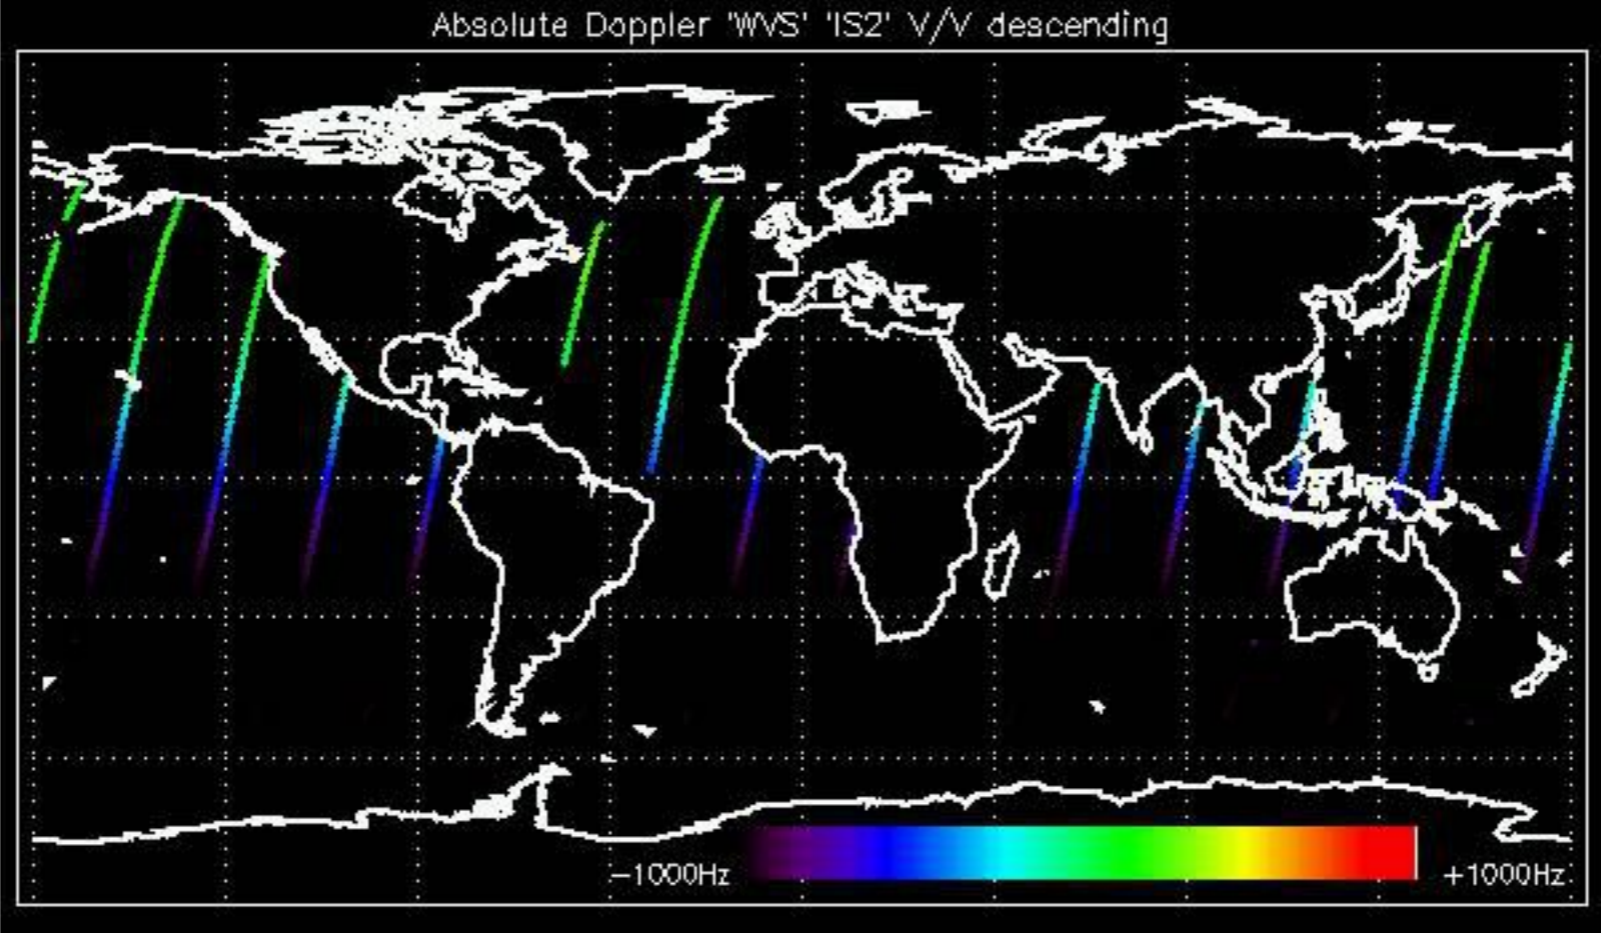 Absolute Doppler 'WVS' 'IS2' V/V descending
−1000Hz
+1000Hz